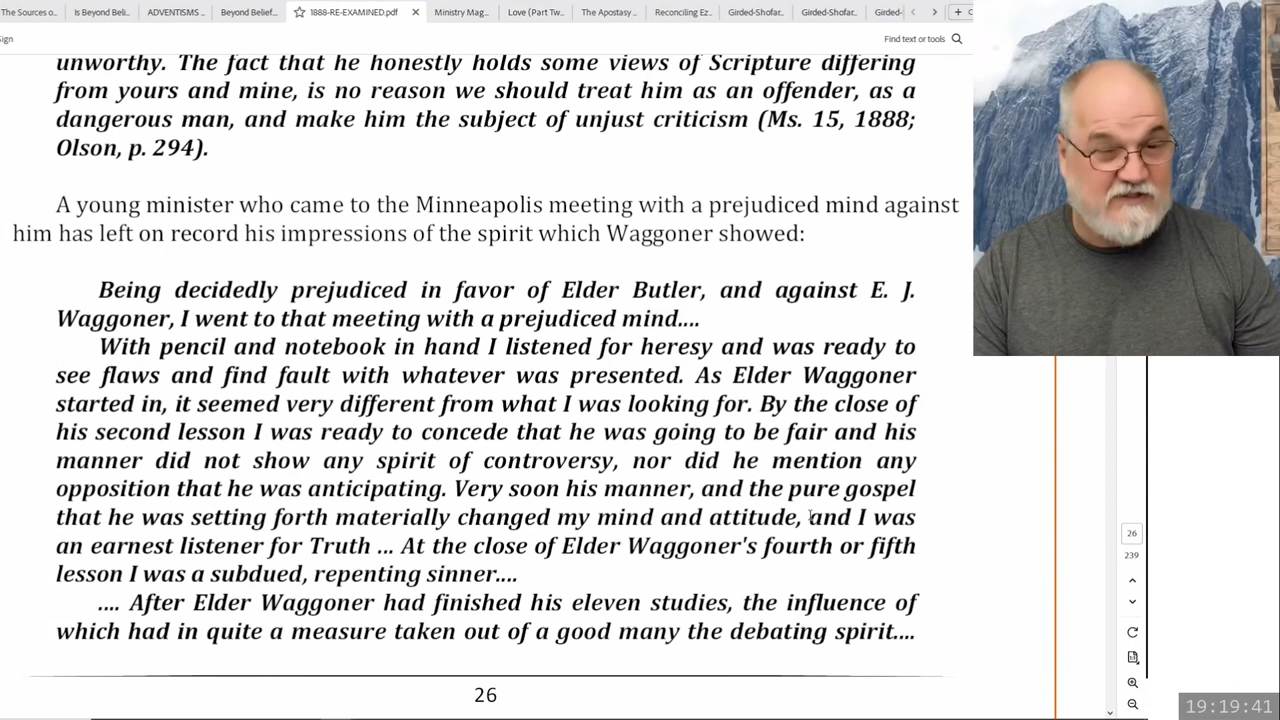 The Sources o...
Is Beyond Beli...
ADVENTISMS ...
Beyond Belief...
1888-RE-EXAMINED.pdf
Ministry Mag...
Love (Part Tw...
The Apostasy ...
Reconciling Ez...
Girded-Shofar...
Girded-Shofar...
Girded-
Sign
Find text or tools
unworthy. The fact that he honestly holds some views of Scripture differing
from yours and mine, is no reason we should treat him as an offender, as a
dangerous man, and make him the subject of unjust criticism (Ms. 15, 1888;
Olson, p. 294).
A young minister who came to the Minneapolis meeting with a prejudiced mind against
him has left on record his impressions of the spirit which Waggoner showed:
Being decidedly prejudiced in favor of Elder Butler, and against E. J.
Waggoner, I went to that meeting with a prejudiced mind....
With pencil and notebook in hand I listened for heresy and was ready to
see flaws and find fault with whatever was presented. As Elder Waggoner
started in, it seemed very different from what I was looking for. By the close of
his second lesson I was ready to concede that he was going to be fair and his
manner did not show any spirit of controversy, nor did he mention any
opposition that he was anticipating. Very soon his manner, and the pure gospel
that he was setting forth materially changed my mind and attitude, and I was
an earnest listener for Truth ... At the close of Elder Waggoner's fourth or fifth
lesson I was a subdued, repenting sinner....
.... After Elder Waggoner had finished his eleven studies, the influence of
which had in quite a measure taken out of a good many the debating spirit....
26
26
239
19:19:41